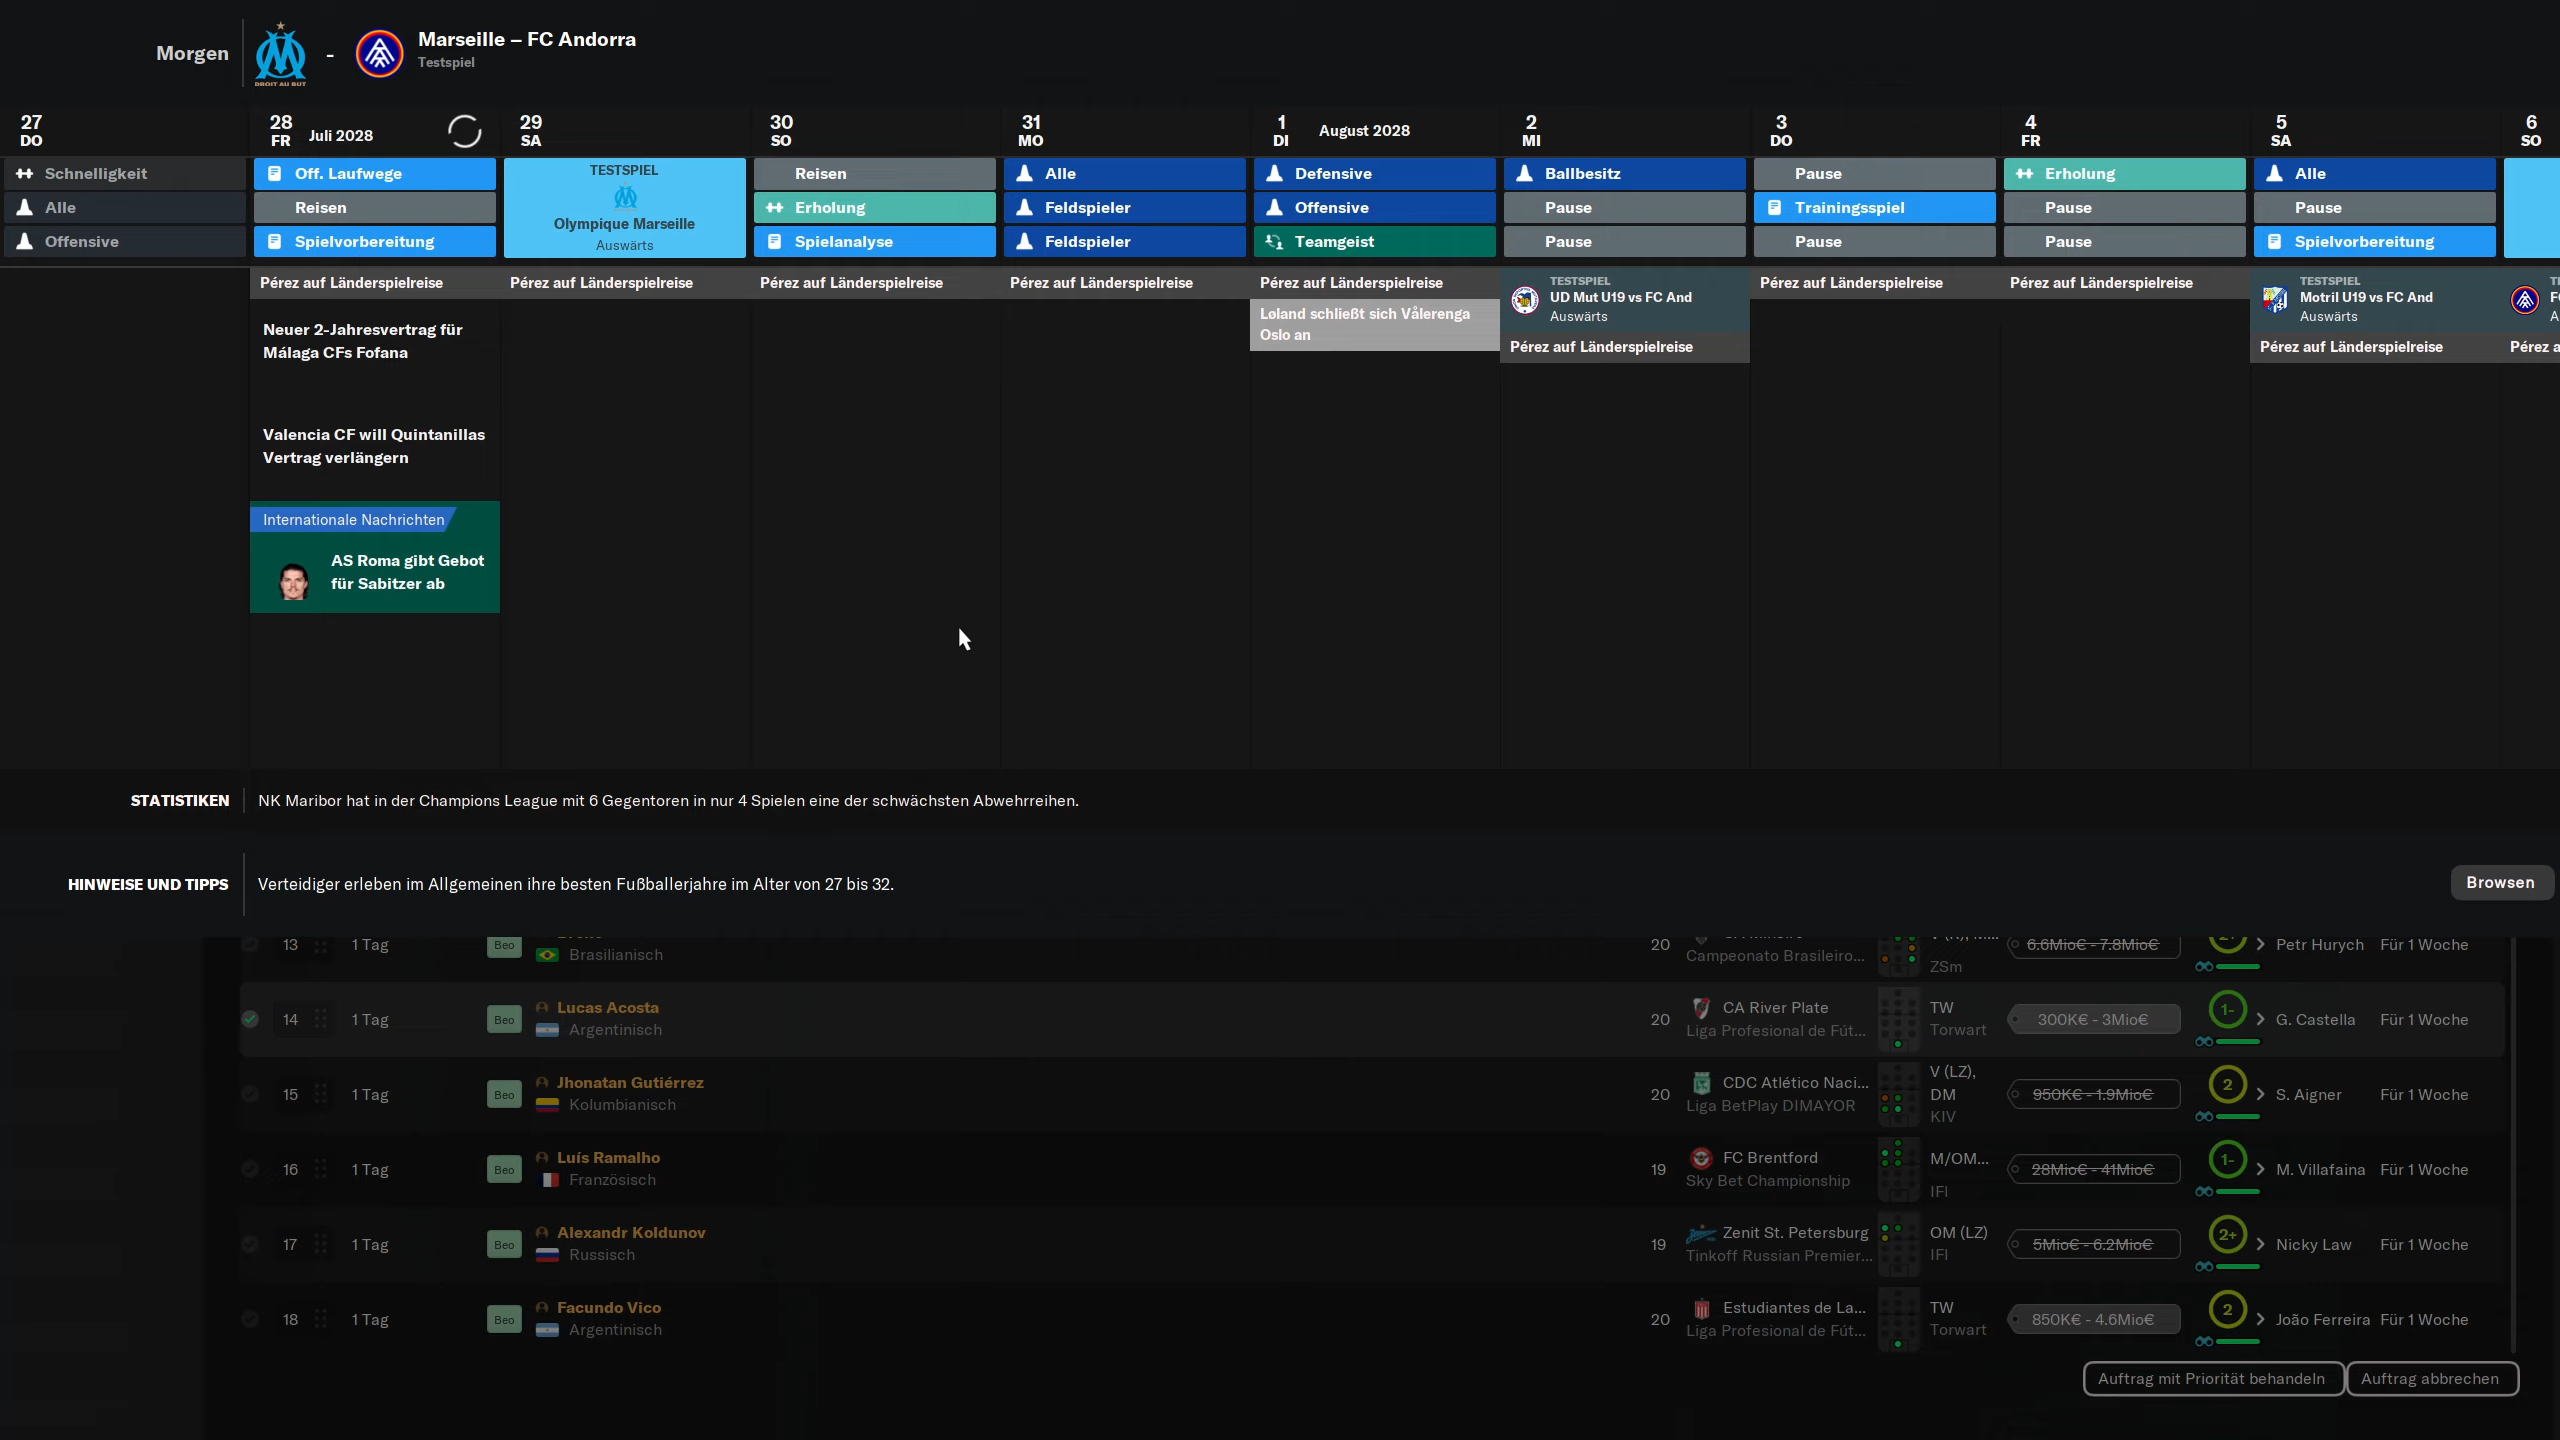 Morgen
DROIT AU BUT
-
Marseille – FC Andorra
Testspiel
27 DO
28 FR Juli 2028
29 SA
30 SO
31 MO
1 DI August 2028
2 MI
3 DO
4 FR
5 SA
6 SO
Schnelligkeit
Alle
Offensive
Off. Laufwege
Reisen
Spielvorbereitung
TESTSPIEL
Olympique Marseille
Auswärts
Reisen
Erholung
Spielanalyse
Alle
Feldspieler
Feldspieler
Defensive
Offensive
Teamgeist
Ballbesitz
Pause
Pause
Pause
Trainingsspiel
Pause
Erholung
Pause
Pause
Alle
Pause
Spielvorbereitung
Pérez auf Länderspielreise
Neuer 2-Jahresvertrag für
Málaga CFs Fofana
Valencia CF will Quintanillas
Vertrag verlängern
Internationale Nachrichten
AS Roma gibt Gebot
für Sabitzer ab
Pérez auf Länderspielreise
Pérez auf Länderspielreise
Pérez auf Länderspielreise
Pérez auf Länderspielreise
Løland schließt sich Vålerenga
Oslo an
TESTSPIEL
UD Mut U19 vs FC And
Auswärts
Pérez auf Länderspielreise
Pérez auf Länderspielreise
Pérez auf Länderspielreise
TESTSPIEL
Motril U19 vs FC And
Auswärts
Pérez auf Länderspielreise
Pérez a
STATISTIKEN
NK Maribor hat in der Champions League mit 6 Gegentoren in nur 4 Spielen eine der schwächsten Abwehrreihen.
HINWEISE UND TIPPS
Verteidiger erleben im Allgemeinen ihre besten Fußballerjahre im Alter von 27 bis 32.
Browsen
13 1 Tag Beo Brasilianisch 20 Campeonato Brasileiro... ZSm 6.6Mio€ - 7.8Mio€ Petr Hurych Für 1 Woche
14 1 Tag Beo Lucas Acosta 20 CA River Plate TW 300K€ - 3Mio€ 1- G. Castella Für 1 Woche
Argentinisch Liga Profesional de Fút... Torwart
15 1 Tag Beo Jhonatan Gutiérrez 20 CDC Atlético Naci... V (LZ), DM 950K€ - 1.9Mio€ 2 S. Aigner Für 1 Woche
Kolumbianisch Liga BetPlay DIMAYOR KIV
16 1 Tag Beo Luís Ramalho 19 FC Brentford M/OM... 28Mio€ - 41Mio€ 1- M. Villafaina Für 1 Woche
Französisch Sky Bet Championship IFl
17 1 Tag Beo Alexandr Koldunov 19 Zenit St. Petersburg OM (LZ) 5Mio€ - 6.2Mio€ 2+ Nicky Law Für 1 Woche
Russisch Tinkoff Russian Premier... IFl
18 1 Tag Beo Facundo Vico 20 Estudiantes de La... TW 850K€ - 4.6Mio€ 2 João Ferreira Für 1 Woche
Argentinisch Liga Profesional de Fút... Torwart
Auftrag mit Priorität behandeln
Auftrag abbrechen